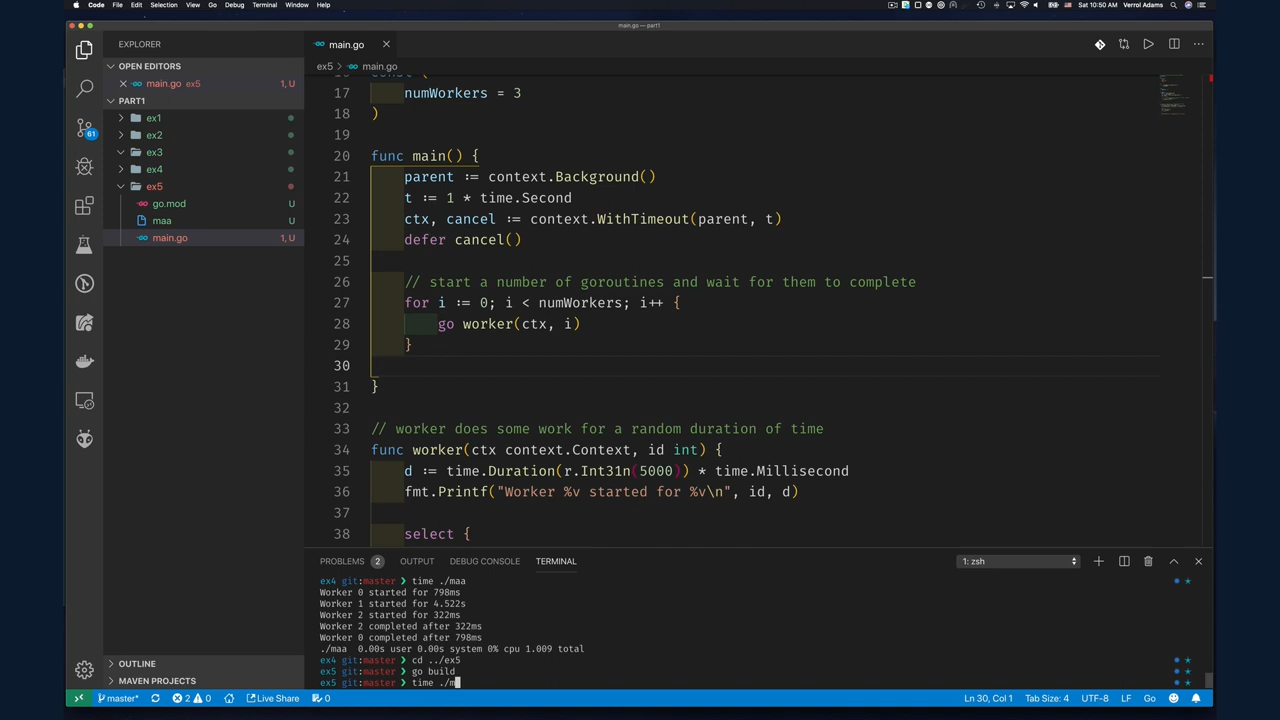 Code File Edit Selection View Go Debug Terminal Window Help
Sat 10:50 AM Verrol Adams
main.go — part1
EXPLORER
OPEN EDITORS
main.go ex5 1, U
PART1
ex1
ex2
ex3
ex4
ex5
go.mod U
maa U
main.go 1, U
OUTLINE
MAVEN PROJECTS
61
main.go
ex5 > main.go
17 numWorkers = 3
18 )
19
20 func main() {
21 parent := context.Background()
22 t := 1 * time.Second
23 ctx, cancel := context.WithTimeout(parent, t)
24 defer cancel()
25
26 // start a number of goroutines and wait for them to complete
27 for i := 0; i < numWorkers; i++ {
28 go worker(ctx, i)
29 }
30
31 }
32
33 // worker does some work for a random duration of time
34 func worker(ctx context.Context, id int) {
35 d := time.Duration(r.Int31n(5000)) * time.Millisecond
36 fmt.Printf("Worker %v started for %v\n", id, d)
37
38 select {
PROBLEMS 2 OUTPUT DEBUG CONSOLE TERMINAL 1: zsh
ex4 git:master ❯ time ./maa
Worker 0 started for 798ms
Worker 1 started for 4.522s
Worker 2 started for 322ms
Worker 2 completed after 322ms
Worker 0 completed after 798ms
./maa 0.00s user 0.00s system 0% cpu 1.009 total
ex4 git:master ❯ cd ../ex5
ex5 git:master ❯ go build
ex5 git:master ❯ time ./m
master* 2 0 Live Share 0 Ln 30, Col 1 Tab Size: 4 UTF-8 LF Go